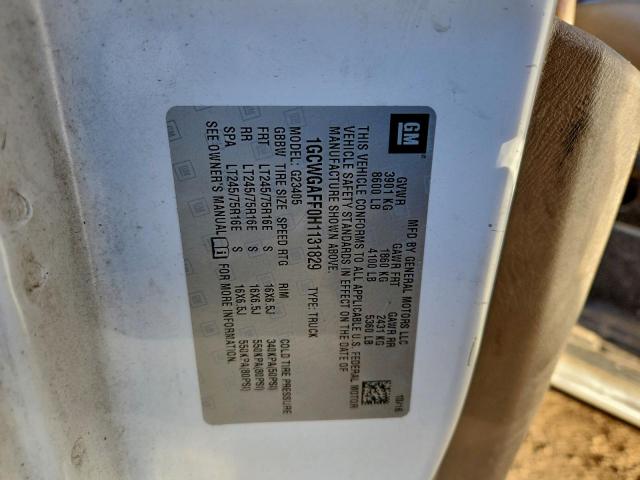 GM
MFD BY GENERAL MOTORS LLC
10/16
GVWR GAWR FRT GAWR RR
3901 KG 1860 KG 2431 KG
8600 LB 4100 LB 5360 LB
THIS VEHICLE CONFORMS TO ALL APPLICABLE U.S. FEDERAL MOTOR
VEHICLE SAFETY STANDARDS IN EFFECT ON THE DATE OF
MANUFACTURE SHOWN ABOVE.
1GCWGAFF0H1131829 TYPE: TRUCK
MODEL: G23405
GBBW TIRE SIZE SPEED RTG RIM COLD TIRE PRESSURE
FRT LT245/75R16E S 16X6.5J 340KPA(50PSI)
RR LT245/75R16E S 16X6.5J 550KPA(80PSI)
SPA LT245/75R16E S 16X6.5J 550KPA(80PSI)
SEE OWNER'S MANUAL FOR MORE INFORMATION.